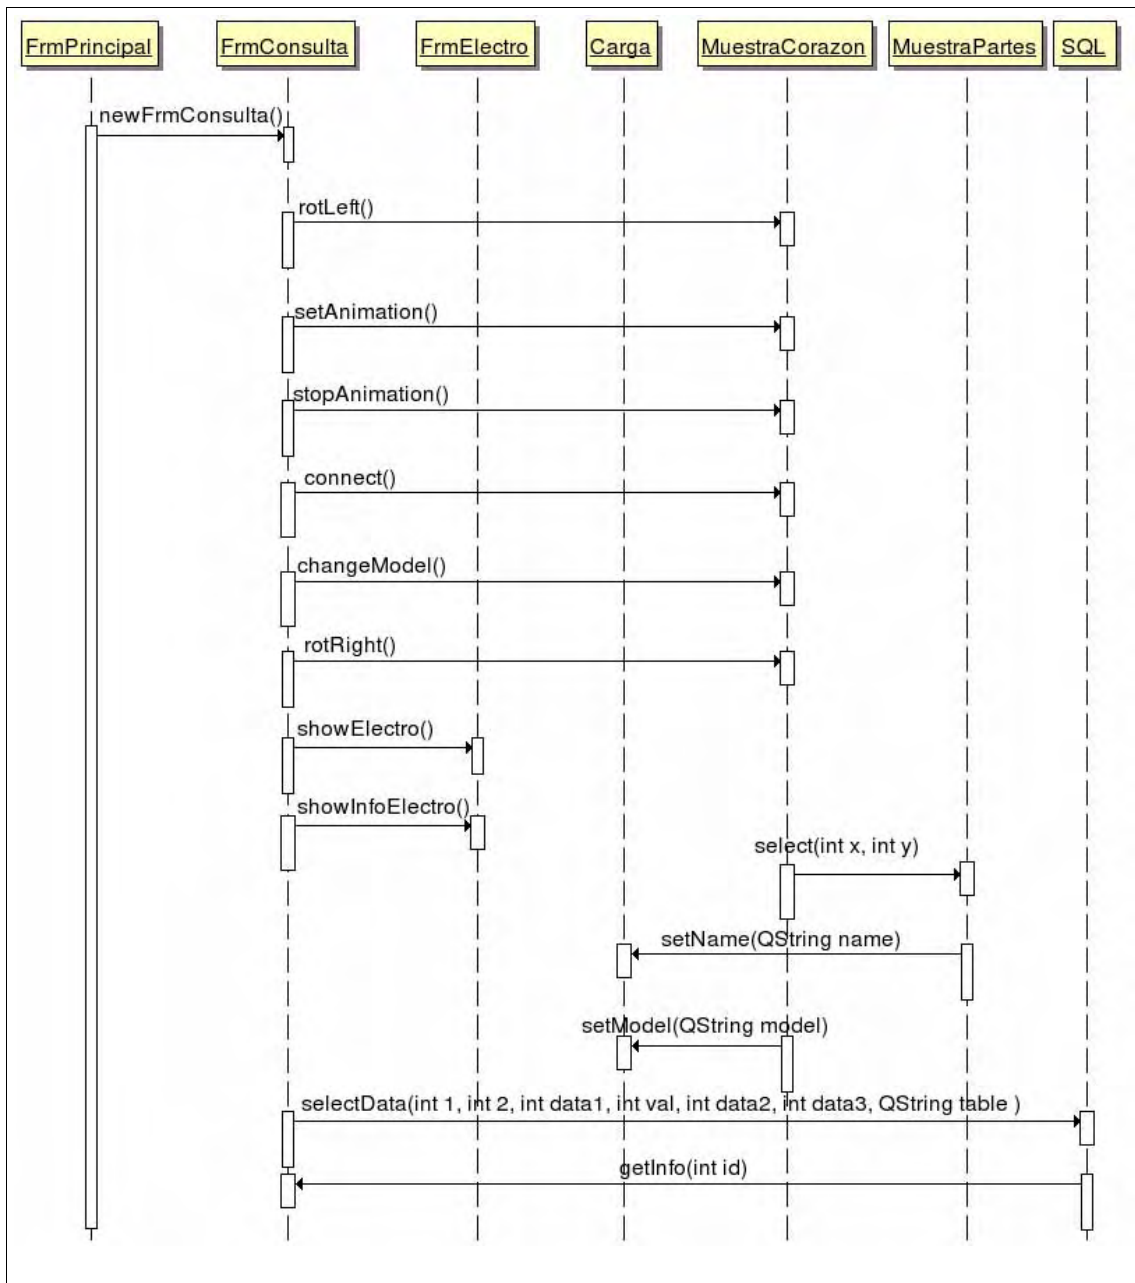 FrmPrincipal FrmConsulta FrmElectro Carga MuestraCorazon MuestraPartes SQL
newFrmConsulta()
rotLeft()
setAnimation()
stopAnimation()
connect()
changeModel()
rotRight()
showElectro()
showInfoElectro()
select(int x, int y)
setName(QString name)
setModel(QString model)
selectData(int 1, int 2, int data1, int val, int data2, int data3, QString table )
getInfo(int id)